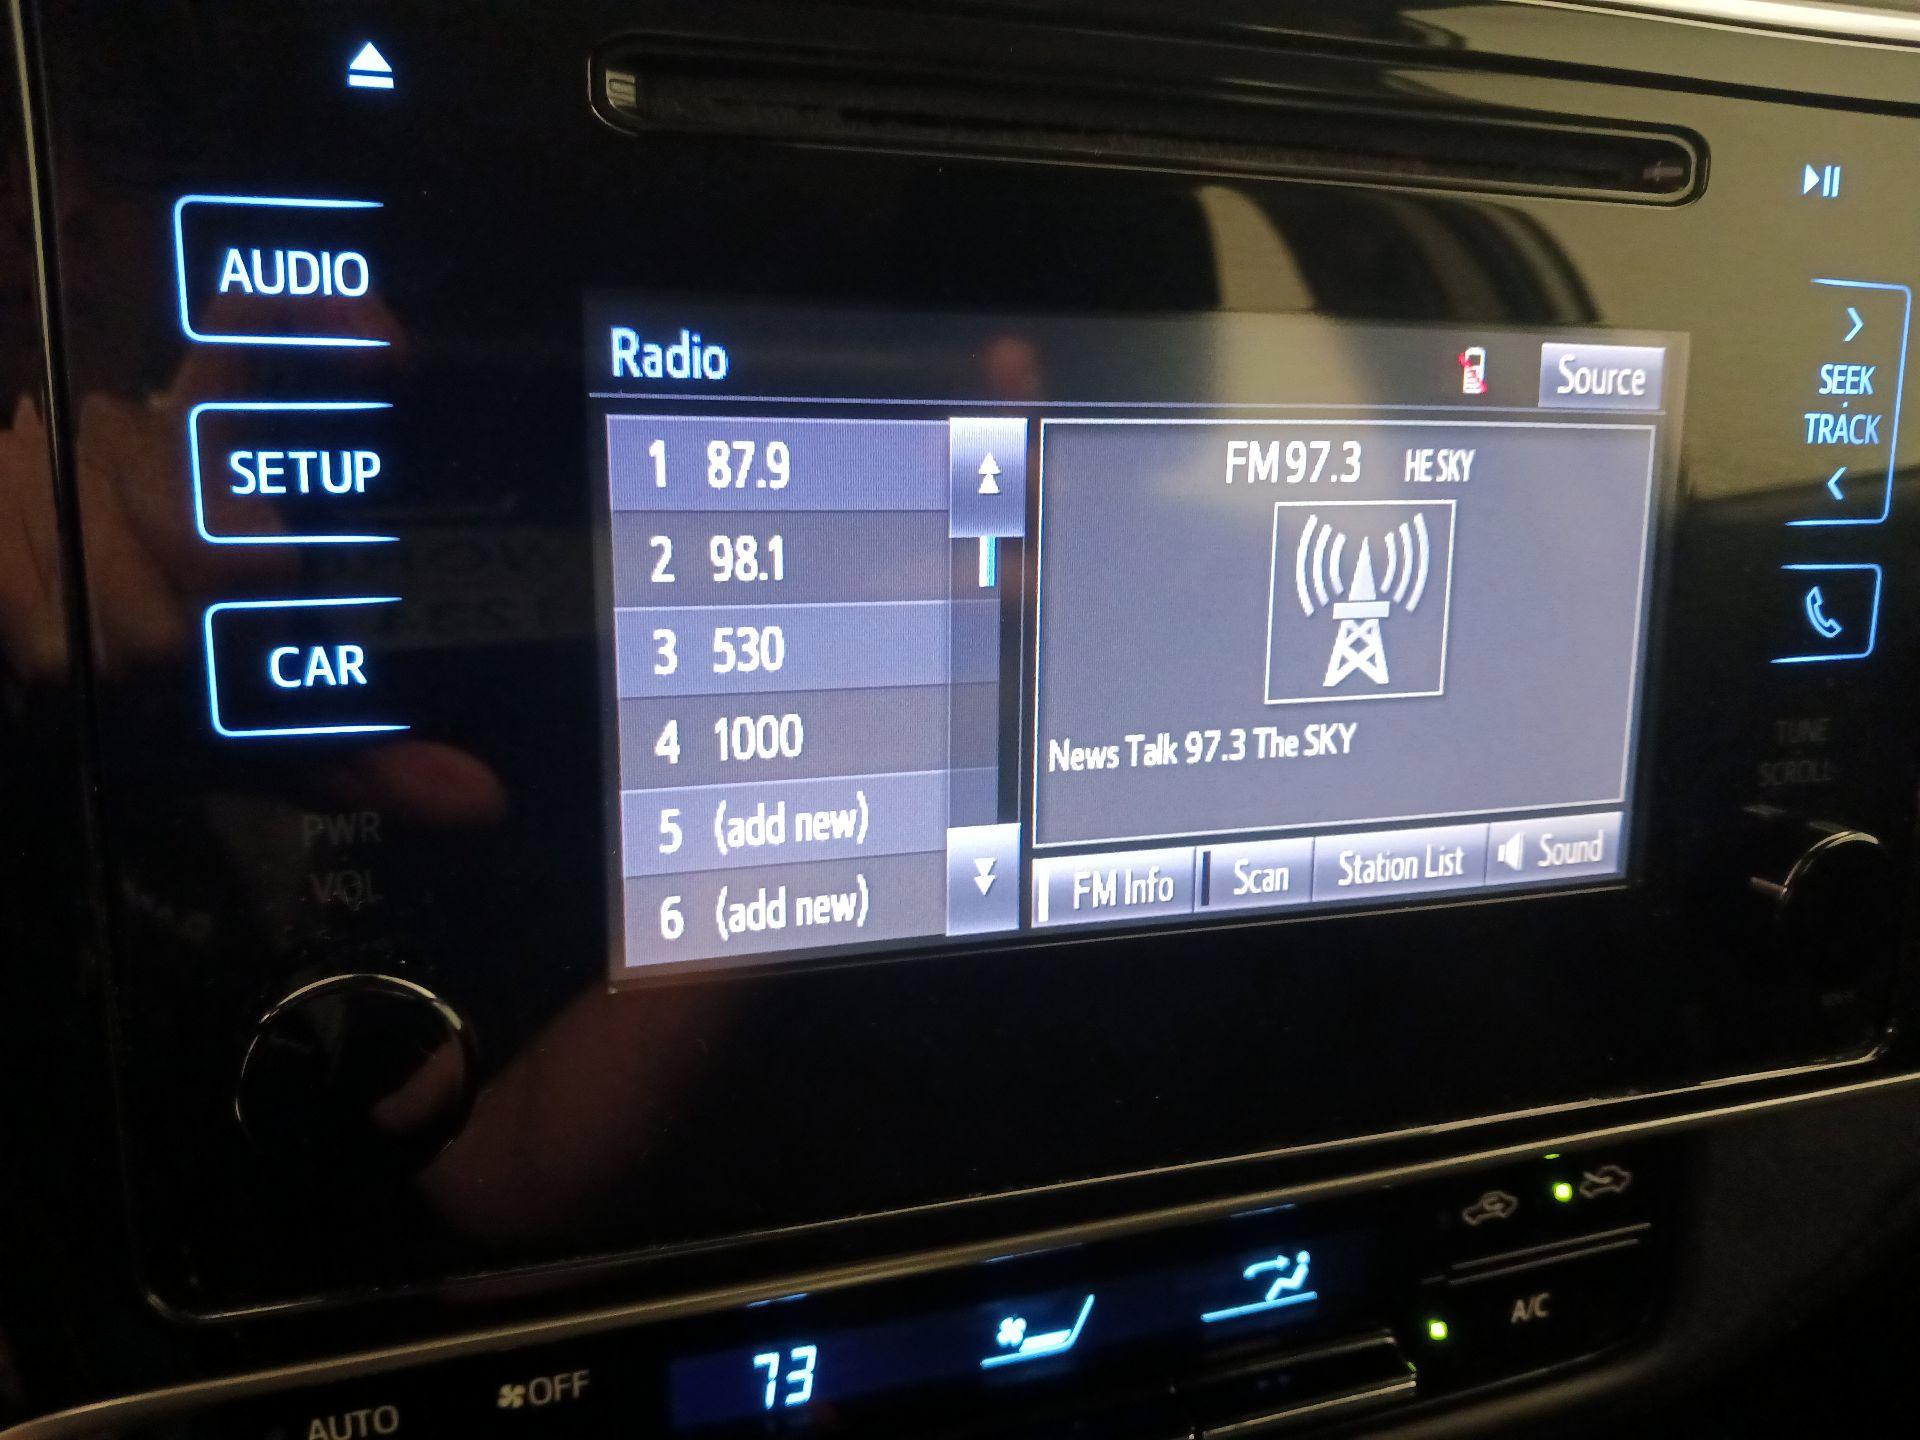 AUDIO
SETUP
CAR
PWR
VOL
Radio
Source
1 87.9
2 98.1
3 530
4 1000
5 (add new)
6 (add new)
FM 97.3 HE SKY
News Talk 97.3 The SKY
FM Info
Scan
Station List
Sound
SEEK
TRACK
TUNE
SCROLL
AUTO
OFF
73
A/C